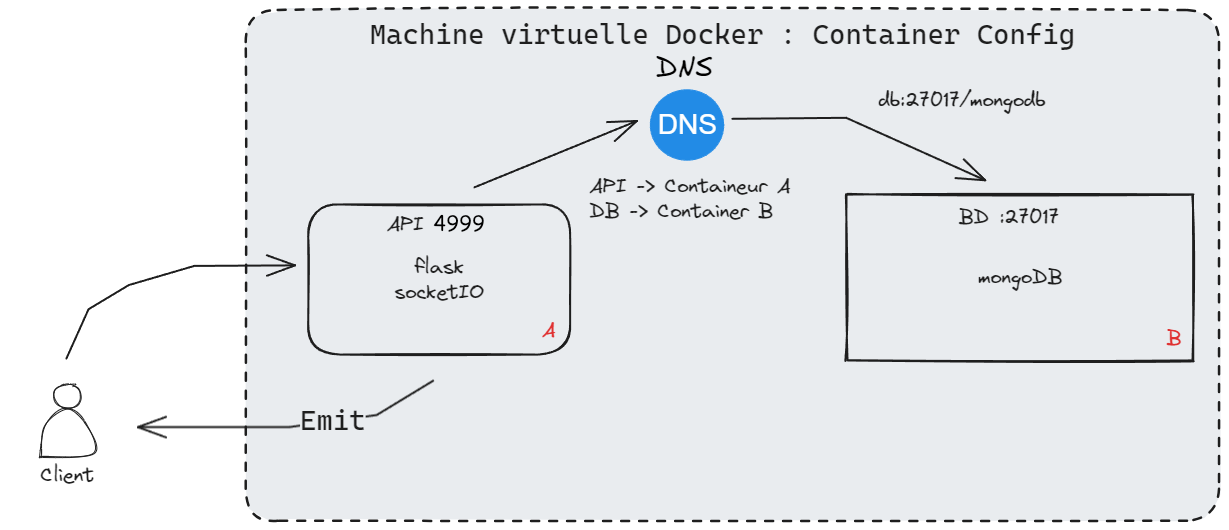 Machine virtuelle Docker : Container Config
DNS
DNS
db:27017/mongodb
API -> Containeur A
DB -> Container B
API 4999
flask
socketIO
A
BD :27017
mongoDB
B
Emit
Client